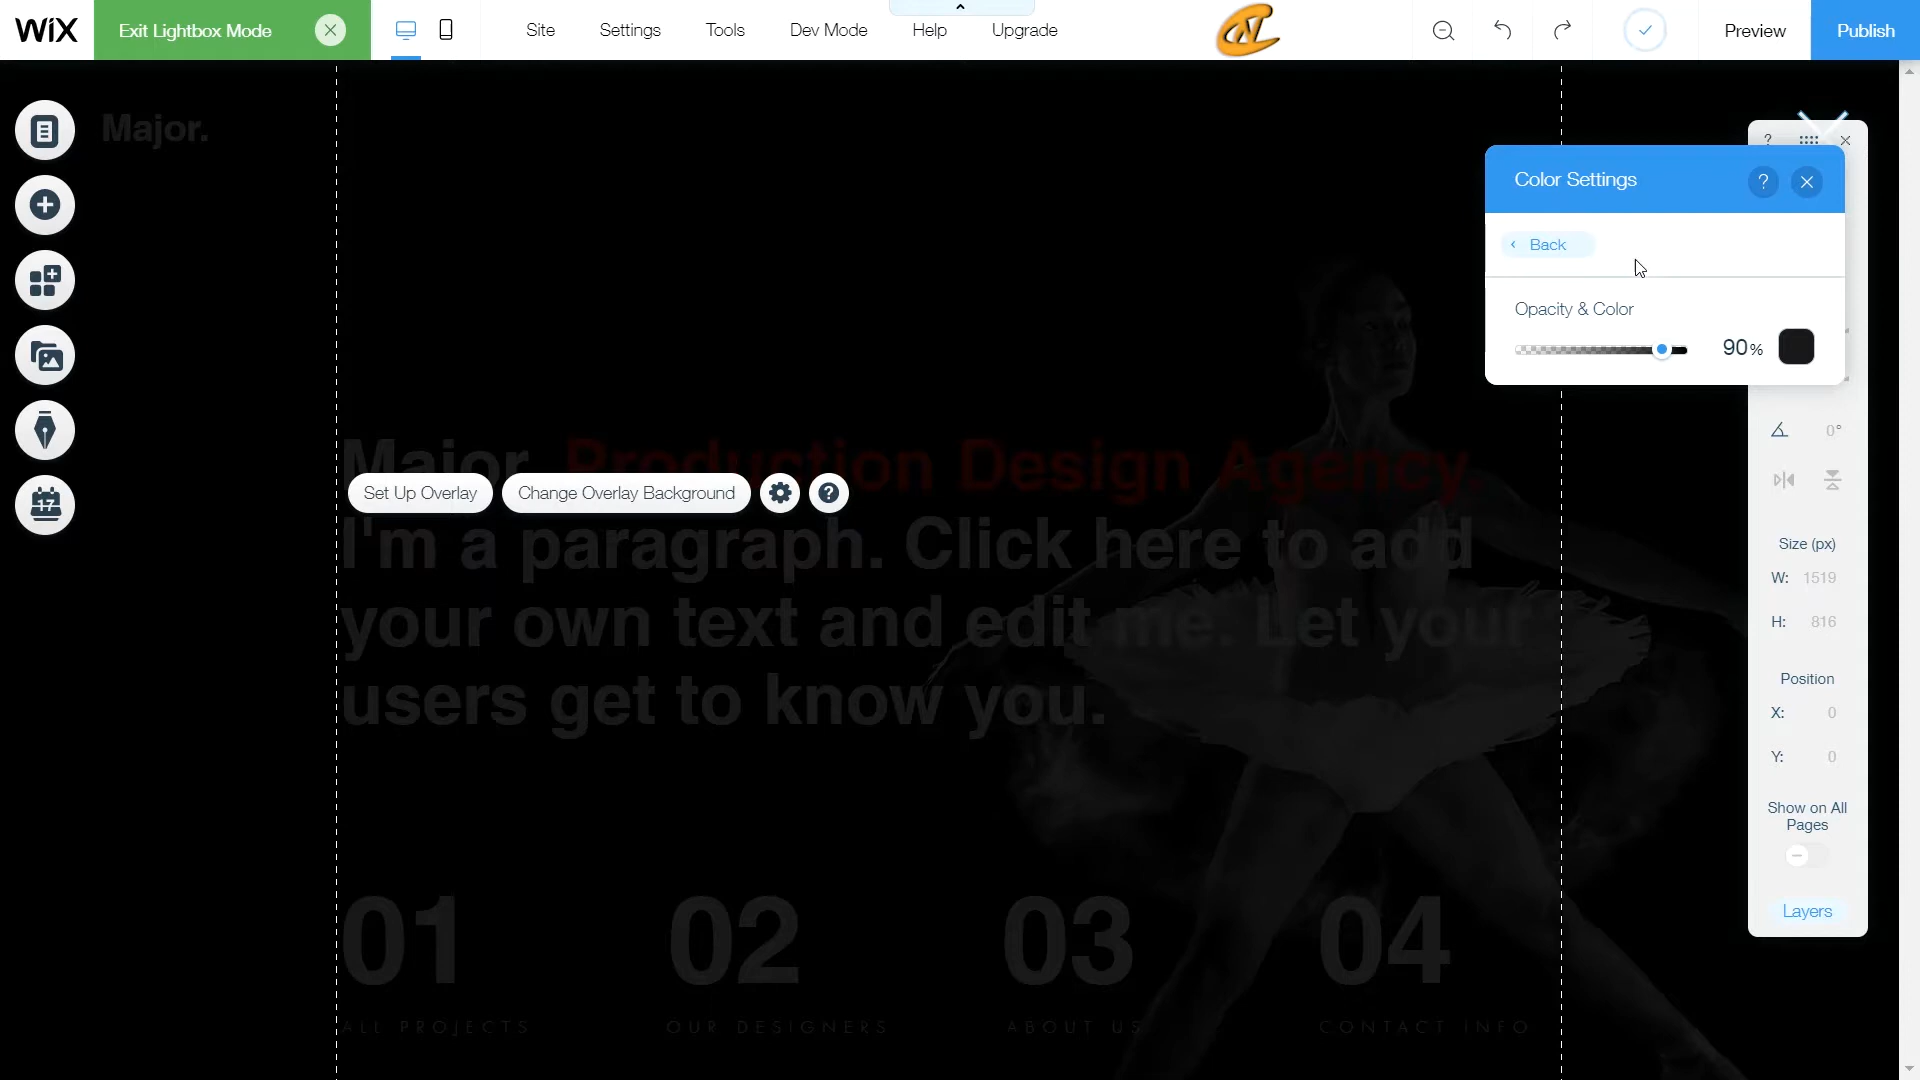 WiX
Exit Lightbox Mode
Site
Settings
Tools
Dev Mode
Help
Upgrade
Preview
Publish
Major.
?
Color Settings
?
Back
Opacity & Color
90%
0°
Major. Production Design Agency.
Set Up Overlay
Change Overlay Background
?
I'm a paragraph. Click here to add
your own text and edit me. Let your
users get to know you.
17
Size (px)
W: 1519
H: 816
Position
X: 0
Y: 0
Show on All
Pages
Layers
01
02
03
04
ALL PROJECTS
OUR DESIGNERS
ABOUT US
CONTACT INFO